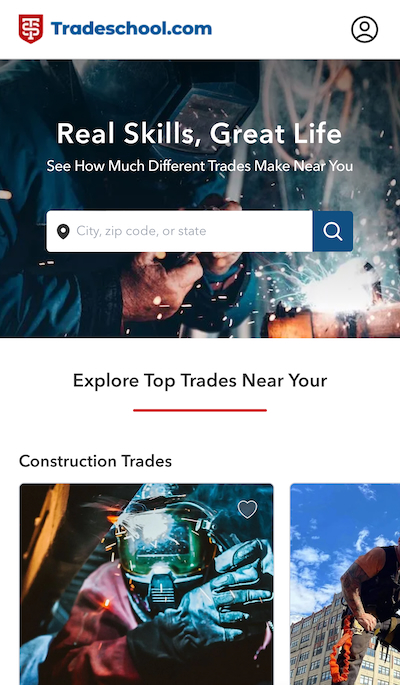 Tradeschool.com
Real Skills, Great Life
See How Much Different Trades Make Near You
City, zip code, or state
Explore Top Trades Near Your
Construction Trades